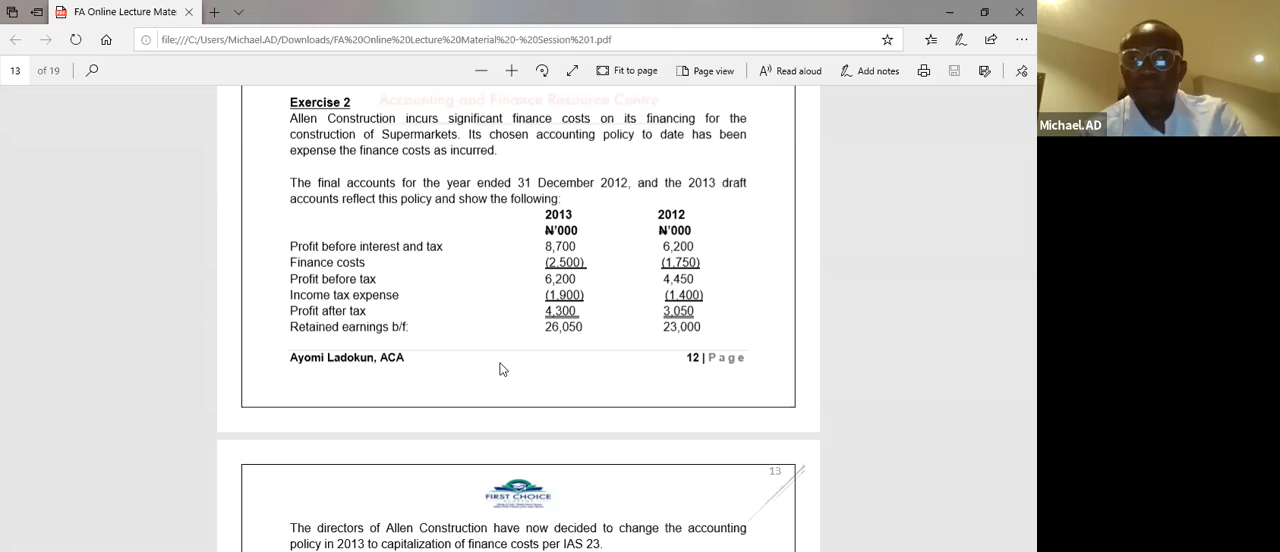 FA Online Lecture Mate
file:///C:/Users/Michael.AD/Downloads/FA%20Online%20Lecture%20Material%20-%20Session%201.pdf
13 of 19
Fit to page
Page view
Read aloud
Add notes
Michael.AD
Accounting and Finance Resource Centre
Exercise 2
Allen Construction incurs significant finance costs on its financing for the
construction of Supermarkets. Its chosen accounting policy to date has been
expense the finance costs as incurred.
The final accounts for the year ended 31 December 2012, and the 2013 draft
accounts reflect this policy and show the following:
2013 2012
₦'000 ₦'000
Profit before interest and tax 8,700 6,200
Finance costs (2,500) (1,750)
Profit before tax 6,200 4,450
Income tax expense (1,900) (1,400)
Profit after tax 4,300 3,050
Retained earnings b/f: 26,050 23,000
Ayomi Ladokun, ACA 12 | Page
13
FIRST CHOICE
The directors of Allen Construction have now decided to change the accounting
policy in 2013 to capitalization of finance costs per IAS 23.